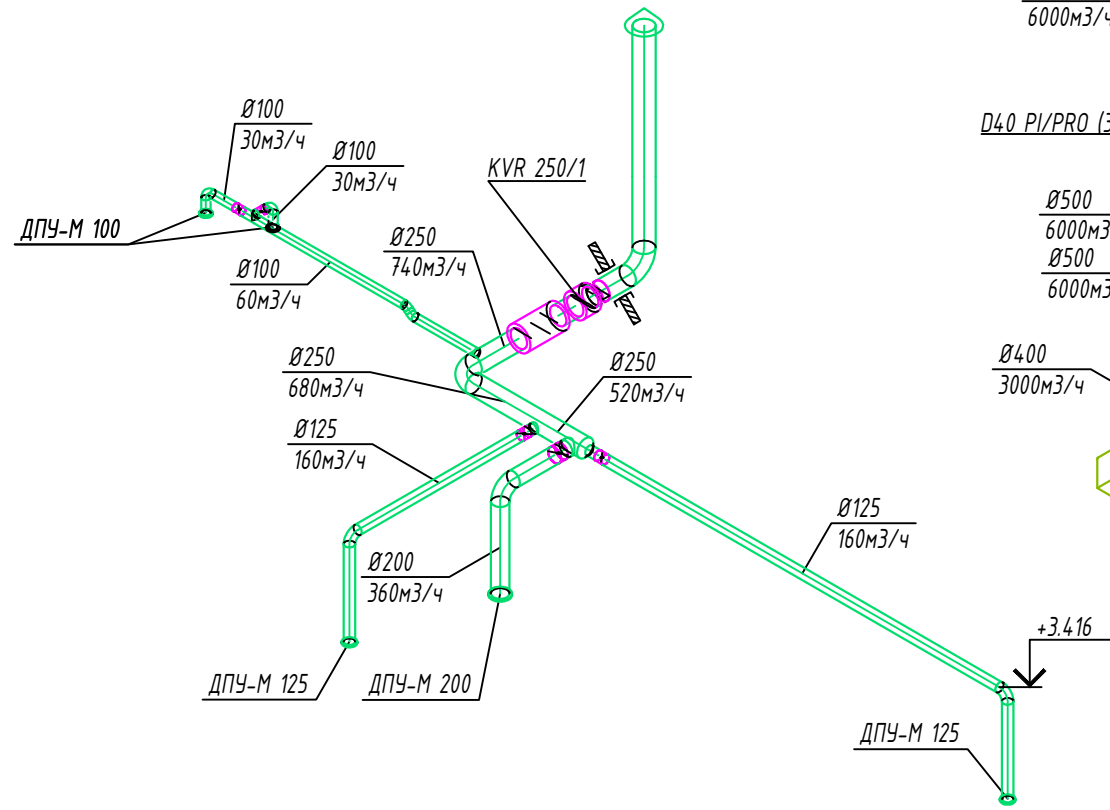 6000м3/ч
Ø100
30м3/ч
D40 PI/PRO (3
Ø100
30м3/ч
KVR 250/1
ДПУ-М 100
Ø250
740м3/ч
Ø500
6000м3
Ø500
6000м3
Ø100
60м3/ч
Ø250
680м3/ч
Ø250
520м3/ч
Ø400
3000м3/ч
Ø125
160м3/ч
Ø125
160м3/ч
Ø200
360м3/ч
+3.416
ДПУ-М 125
ДПУ-М 200
ДПУ-М 125